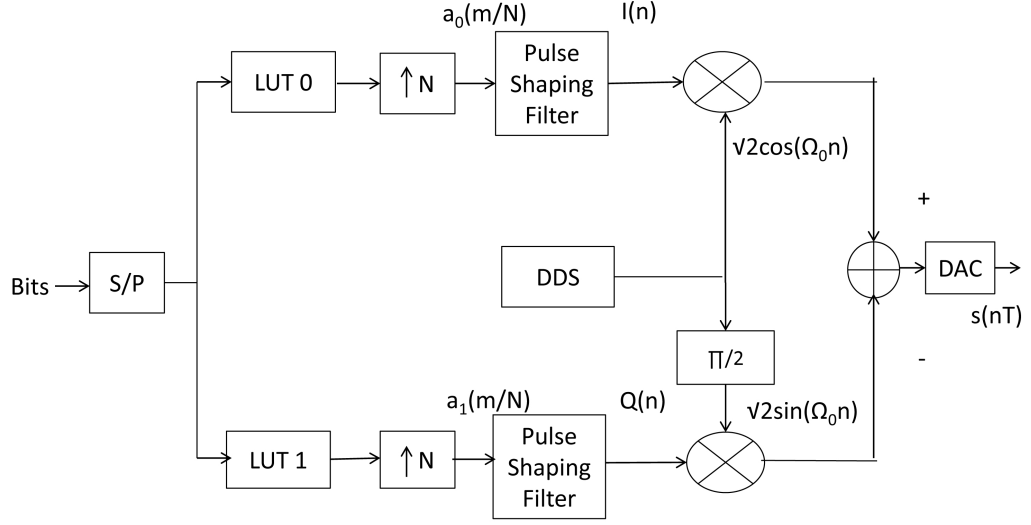 a₀(m/N)
I(n)
LUT 0
↑N
Pulse
Shaping
Filter
√2cos(Ω₀n)
+
Bits
S/P
DDS
DAC
s(nT)
∏/2
-
a₁(m/N)
Q(n)
√2sin(Ω₀n)
LUT 1
↑N
Pulse
Shaping
Filter